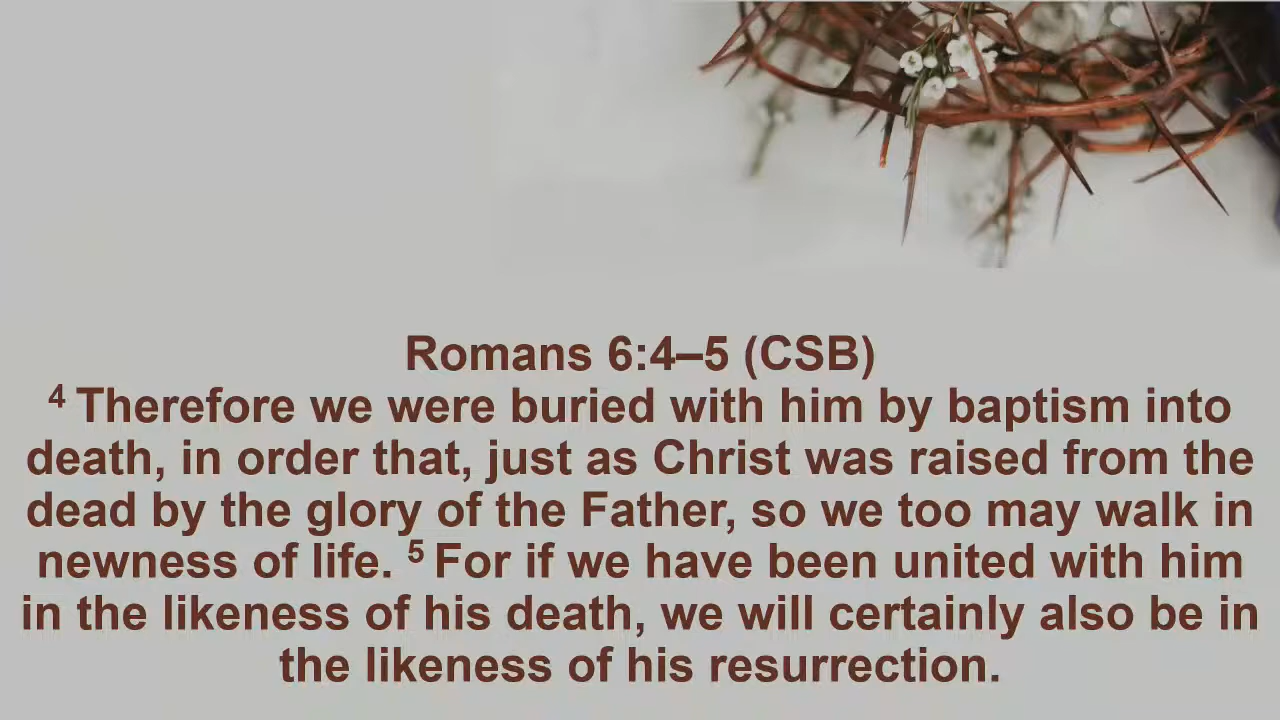 Romans 6:4–5 (CSB)
4 Therefore we were buried with him by baptism into
death, in order that, just as Christ was raised from the
dead by the glory of the Father, so we too may walk in
newness of life. 5 For if we have been united with him
in the likeness of his death, we will certainly also be in
the likeness of his resurrection.